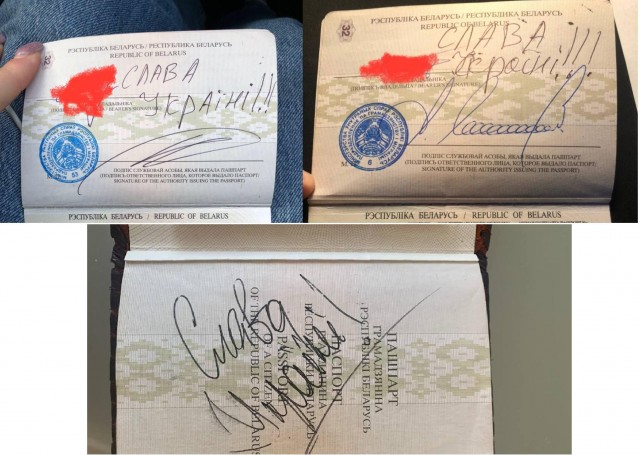 32
РЭСПУБЛІКА БЕЛАРУСЬ / РЕСПУБЛИКА БЕЛАРУСЬ
REPUBLIC OF BELARUS
СЛАВА
Україні!!!
ПОДПІС СЛУЖБОВАЙ АСОБЫ, ЯКАЯ ВЫДАЛА ПАШПАРТ
(ПОДПИСЬ ОТВЕТСТВЕННОГО ЛИЦА, КОТОРОЕ ВЫДАЛО ПАСПОРТ/
SIGNATURE OF THE AUTHORITY ISSUING THE PASSPORT)
РЭСПУБЛІКА БЕЛАРУСЬ / REPUBLIC OF BELARUS
32
РЭСПУБЛІКА БЕЛАРУСЬ / РЕСПУБЛИКА БЕЛАРУСЬ
REPUBLIC OF BELARUS
СЛАВА
Україні!!!
6
ПОДПІС СЛУЖБОВАЙ АСОБЫ, ЯКАЯ ВЫДАЛА ПАШПАРТ
(ПОДПИСЬ ОТВЕТСТВЕННОГО ЛИЦА, КОТОРОЕ ВЫДАЛО ПАСПОРТ/
SIGNATURE OF THE AUTHORITY ISSUING THE PASSPORT)
РЭСПУБЛІКА БЕЛАРУСЬ / REPUBLIC OF BELARUS
ПАШПАРТ
ГРАМАДЗЯНІНА
РЭСПУБЛІКІ БЕЛАРУСЬ
ПАСПОРТ
PASSPORT
OF THE REPUBLIC OF BELARUS
Слава